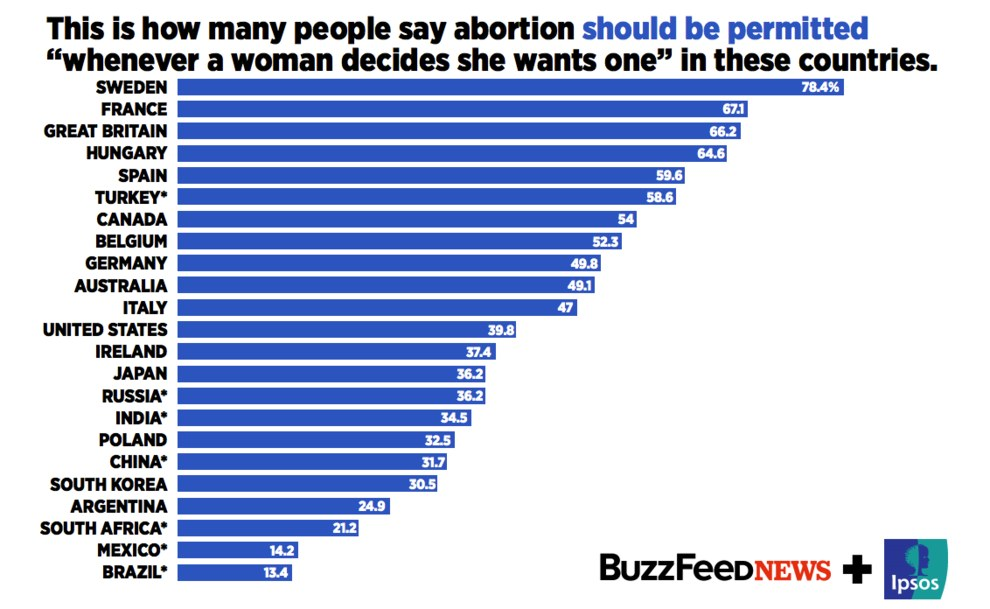 This is how many people say abortion should be permitted
“whenever a woman decides she wants one” in these countries.
SWEDEN 78.4%
FRANCE 67.1
GREAT BRITAIN 66.2
HUNGARY 64.6
SPAIN 59.6
TURKEY* 58.6
CANADA 54
BELGIUM 52.3
GERMANY 49.8
AUSTRALIA 49.1
ITALY 47
UNITED STATES 39.8
IRELAND 37.4
JAPAN 36.2
RUSSIA* 36.2
INDIA* 34.5
POLAND 32.5
CHINA* 31.7
SOUTH KOREA 30.5
ARGENTINA 24.9
SOUTH AFRICA* 21.2
MEXICO* 14.2
BRAZIL* 13.4
BUZZFEEDNEWS + Ipsos